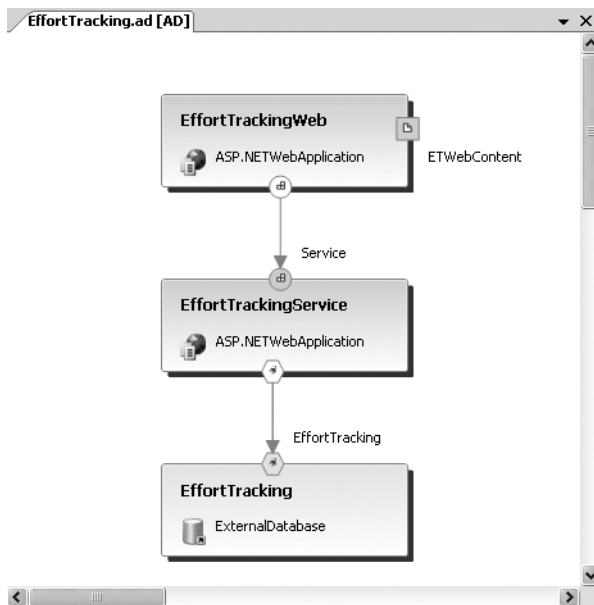 EffortTracking.ad [AD]
EffortTrackingWeb
ASP.NETWebApplication
ETWebContent
Service
EffortTrackingService
ASP.NETWebApplication
EffortTracking
EffortTracking
ExternalDatabase